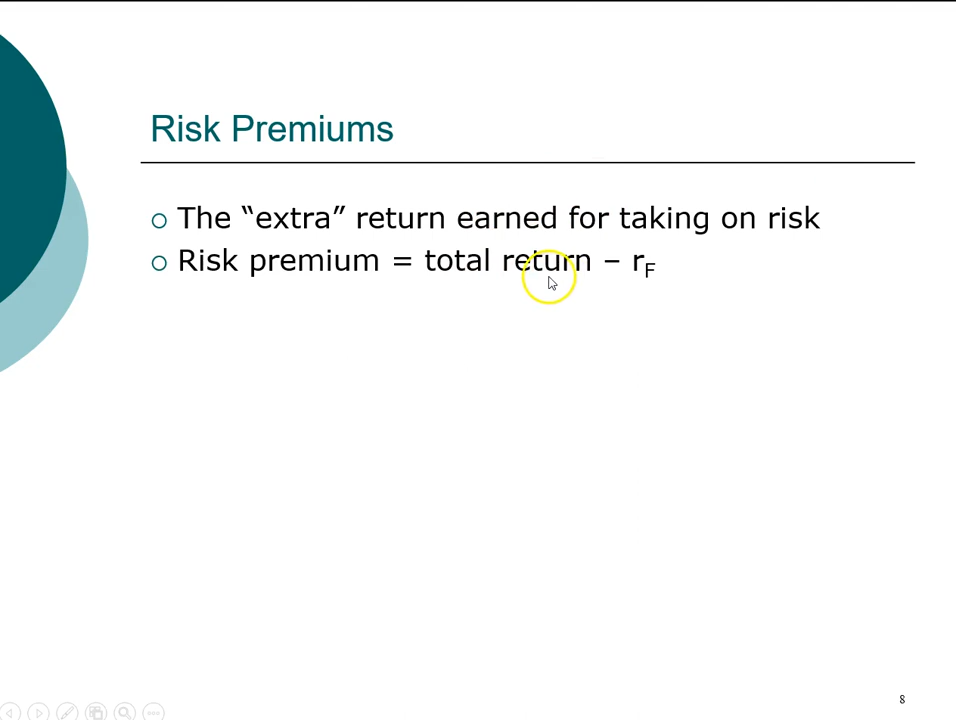 Risk Premiums
The “extra” return earned for taking on risk
Risk premium = total return – rF
8